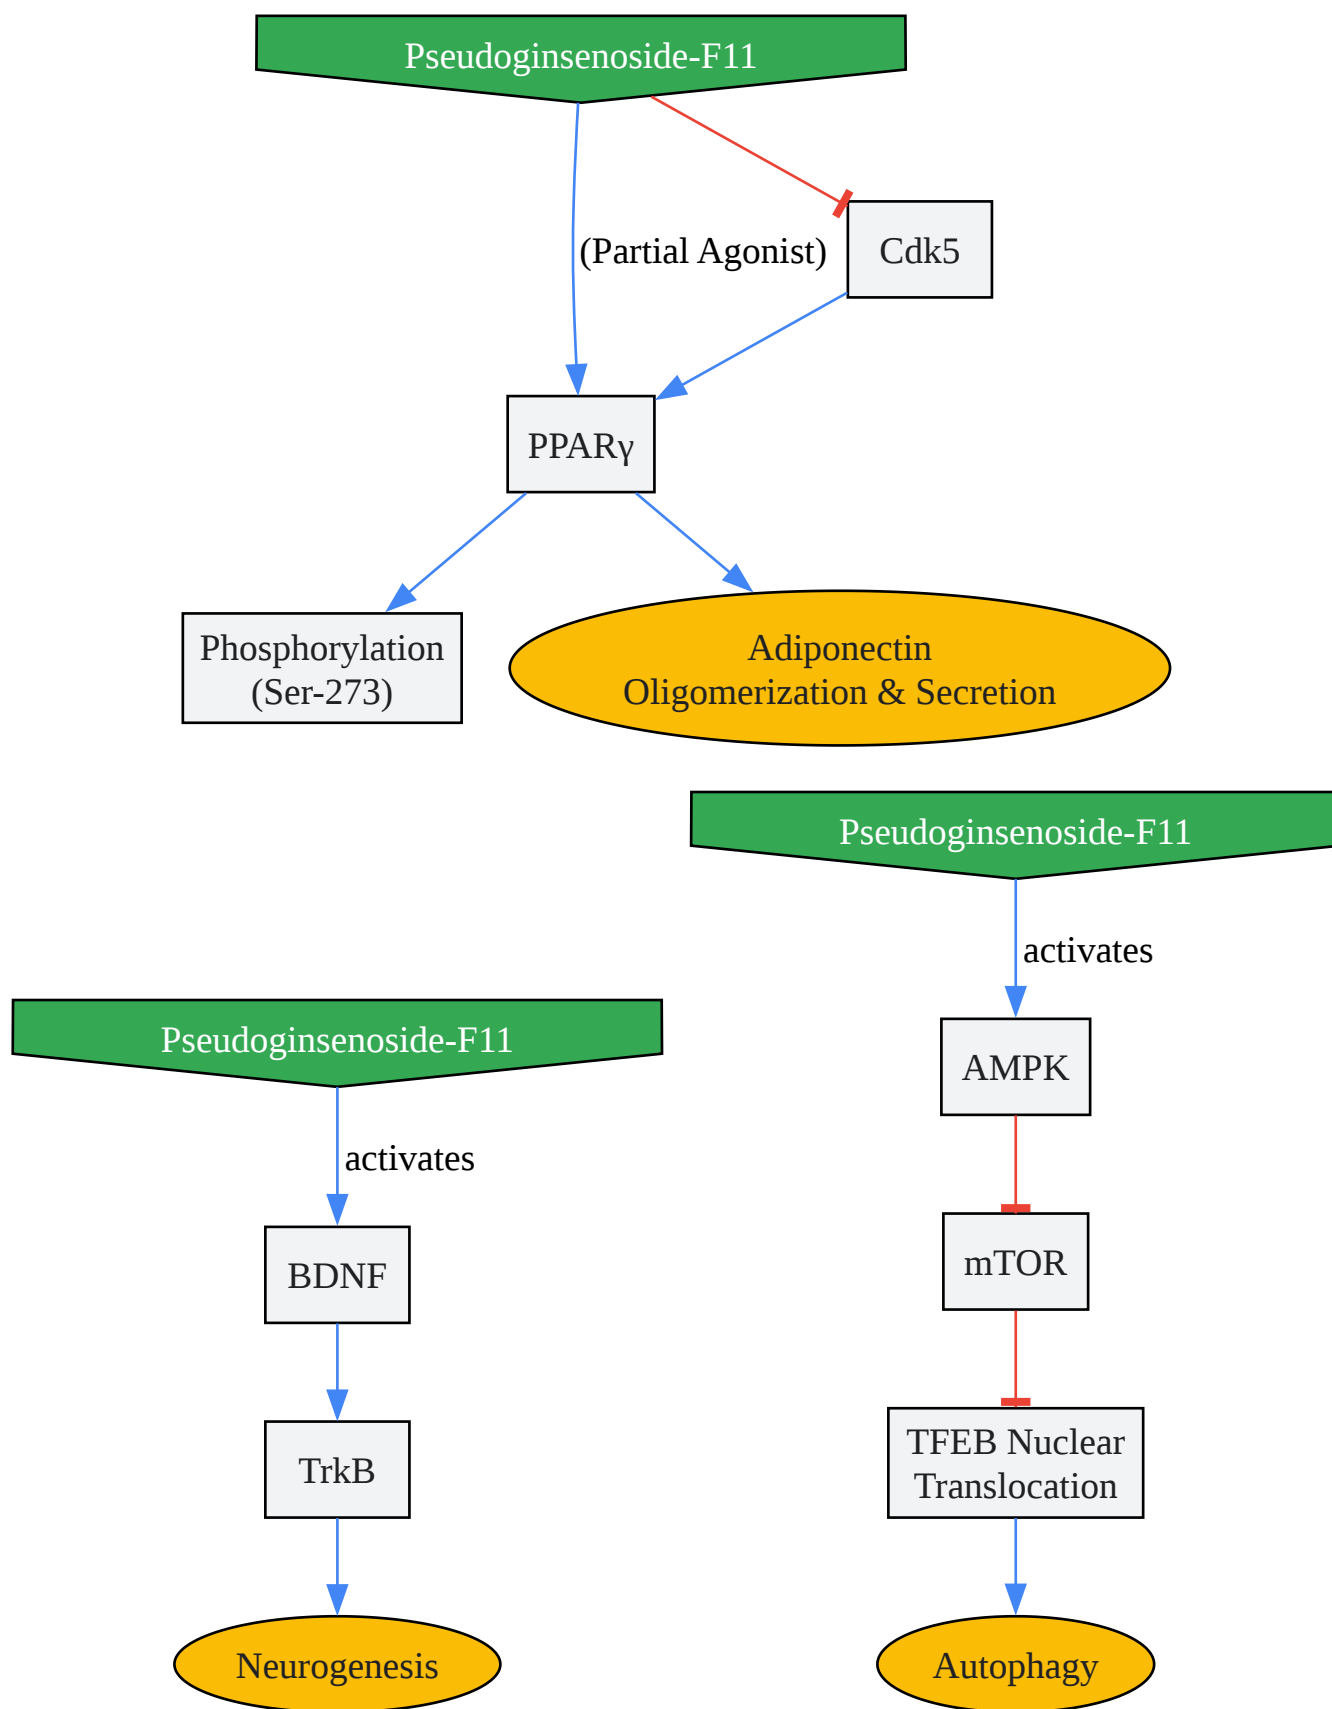 Pseudoginsenoside-F11
(Partial Agonist)
Cdk5
PPARγ
Phosphorylation
(Ser-273)
Adiponectin
Oligomerization & Secretion
Pseudoginsenoside-F11
activates
AMPK
mTOR
TFEB Nuclear
Translocation
Autophagy
Pseudoginsenoside-F11
activates
BDNF
TrkB
Neurogenesis